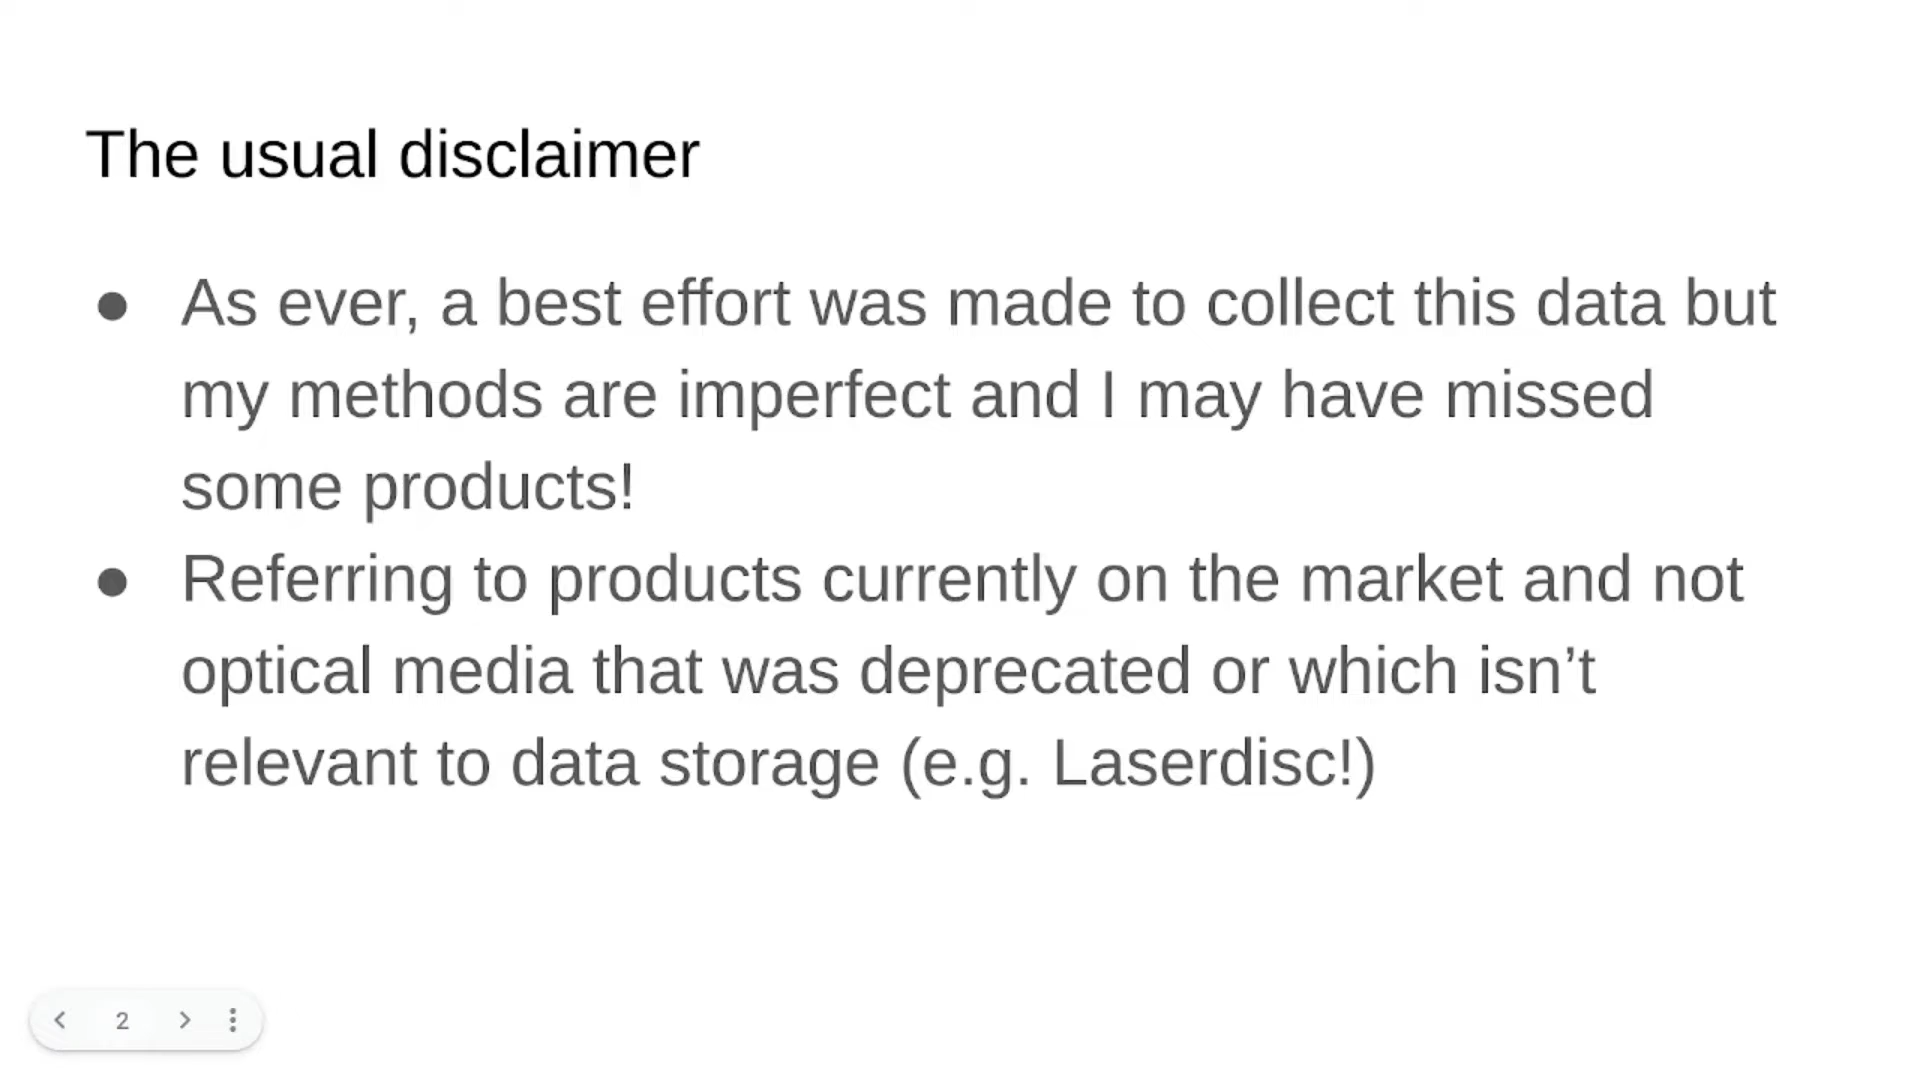 The usual disclaimer
● As ever, a best effort was made to collect this data but
my methods are imperfect and I may have missed
some products!
● Referring to products currently on the market and not
optical media that was deprecated or which isn’t
relevant to data storage (e.g. Laserdisc!)
2